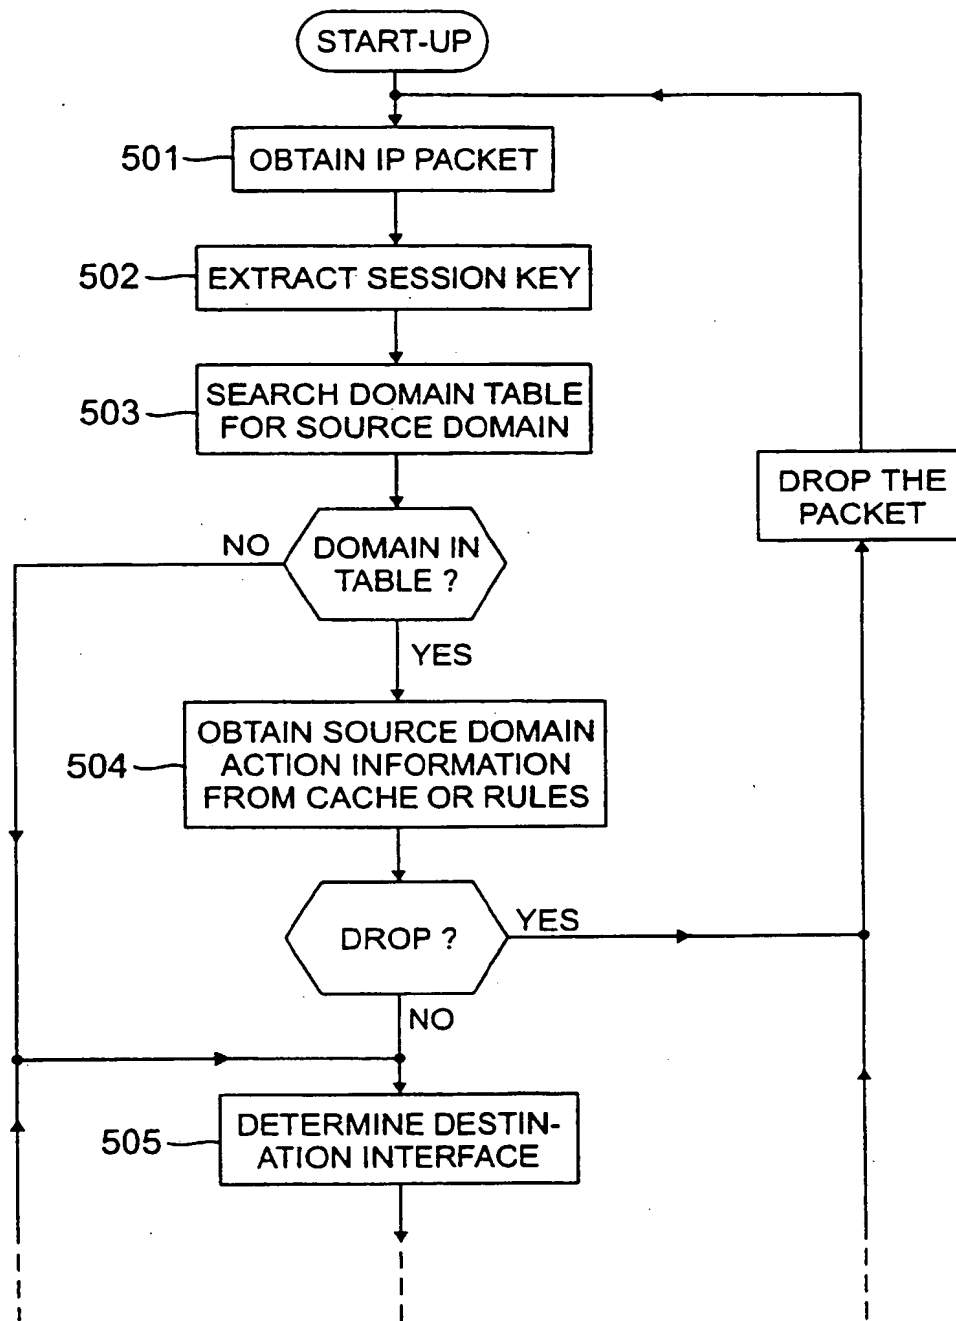 START-UP
501
OBTAIN IP PACKET
502
EXTRACT SESSION KEY
503
SEARCH DOMAIN TABLE
FOR SOURCE DOMAIN
DROP THE
PACKET
NO
DOMAIN IN
TABLE ?
YES
504
OBTAIN SOURCE DOMAIN
ACTION INFORMATION
FROM CACHE OR RULES
DROP ?
YES
NO
505
DETERMINE DESTIN-
ATION INTERFACE